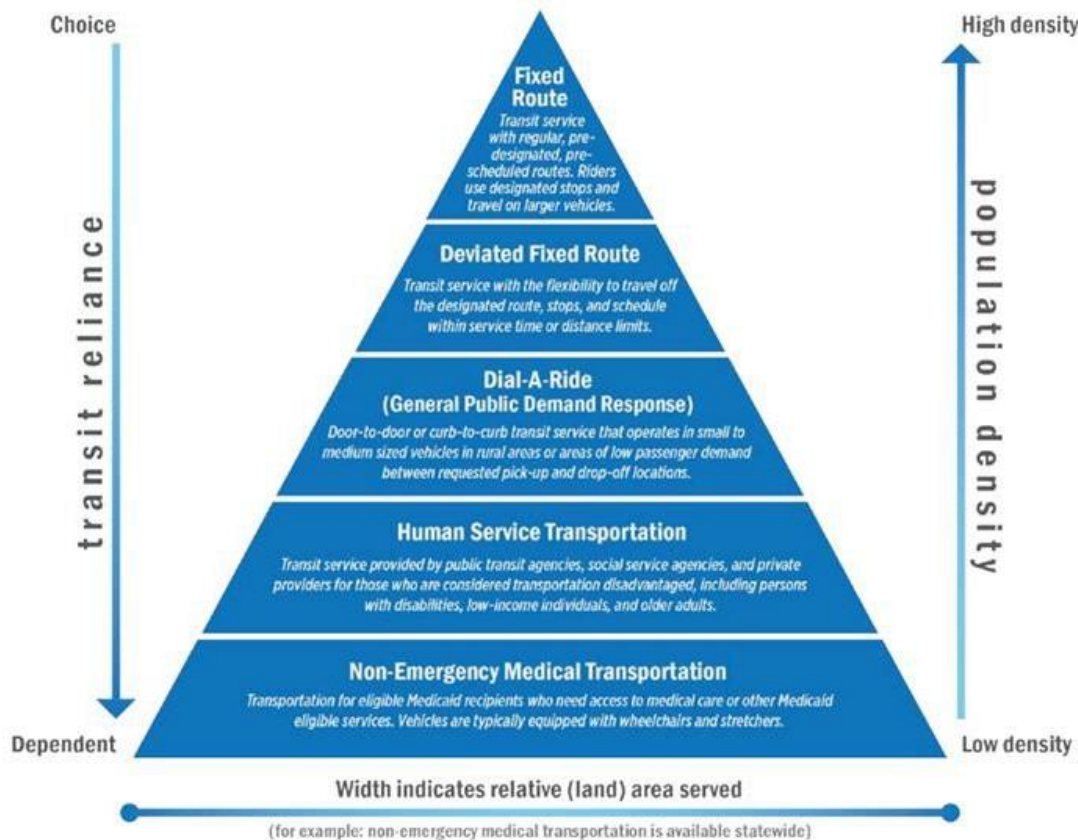 Choice
High density
transit reliance
population density
Fixed
Route
Transit service
with regular, pre-
designated, pre-
scheduled routes. Riders
use designated stops and
travel on larger vehicles.
Deviated Fixed Route
Transit service with the flexibility to travel off
the designated route, stops, and schedule
within service time or distance limits.
Dial-A-Ride
(General Public Demand Response)
Door-to-door or curb-to-curb transit service that operates in small to
medium sized vehicles in rural areas or areas of low passenger demand
between requested pick-up and drop-off locations.
Human Service Transportation
Transit service provided by public transit agencies, social service agencies, and private
providers for those who are considered transportation disadvantaged, including persons
with disabilities, low-income individuals, and older adults.
Non-Emergency Medical Transportation
Transportation for eligible Medicaid recipients who need access to medical care or other Medicaid
eligible services. Vehicles are typically equipped with wheelchairs and stretchers.
Dependent
Low density
Width indicates relative (land) area served
(for example: non-emergency medical transportation is available statewide)